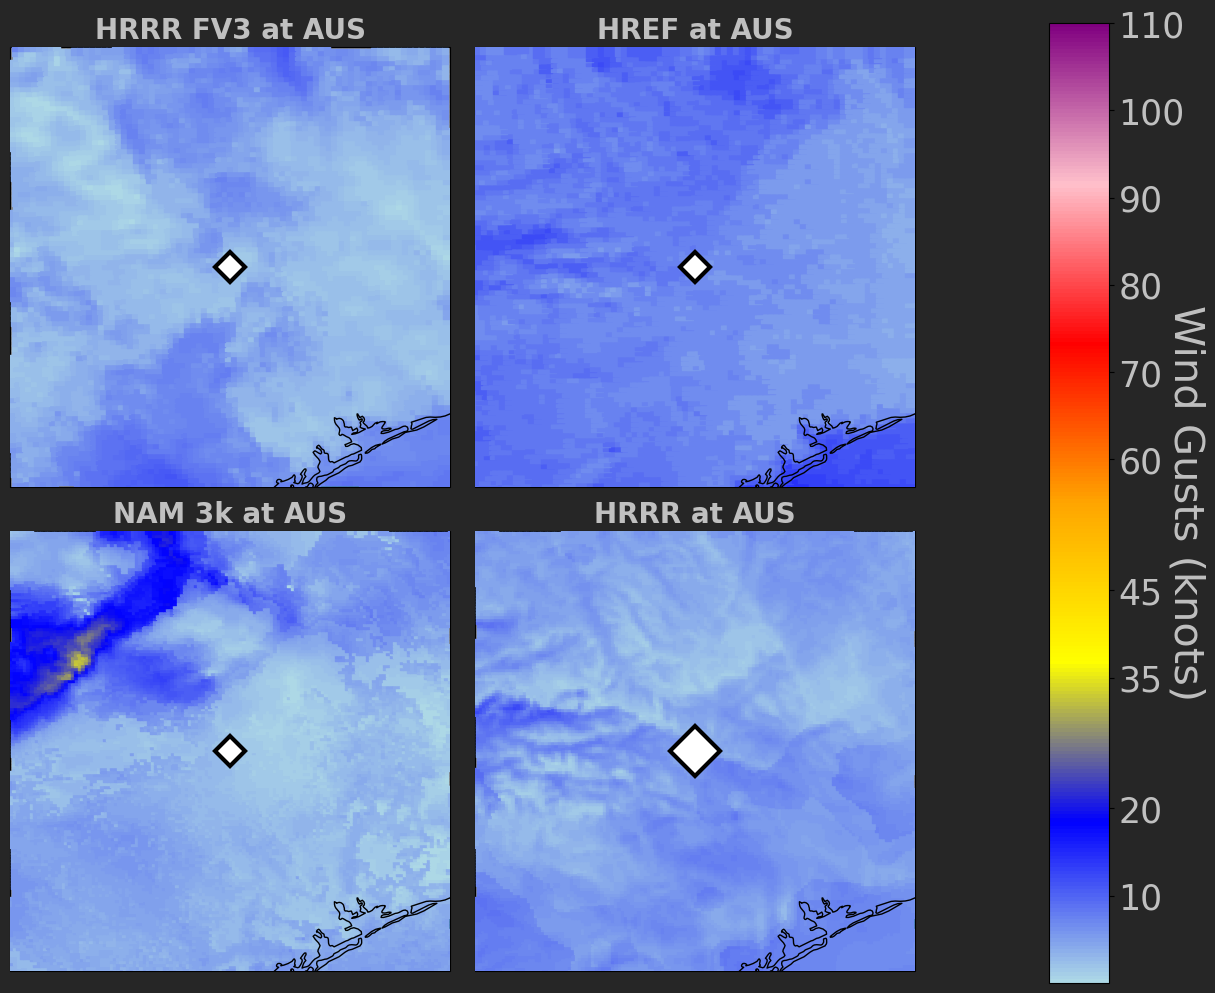 HRRR FV3 at AUS
HREF at AUS
NAM 3k at AUS
HRRR at AUS
110
100
90
80
70
60
45
35
20
10
Wind Gusts (knots)